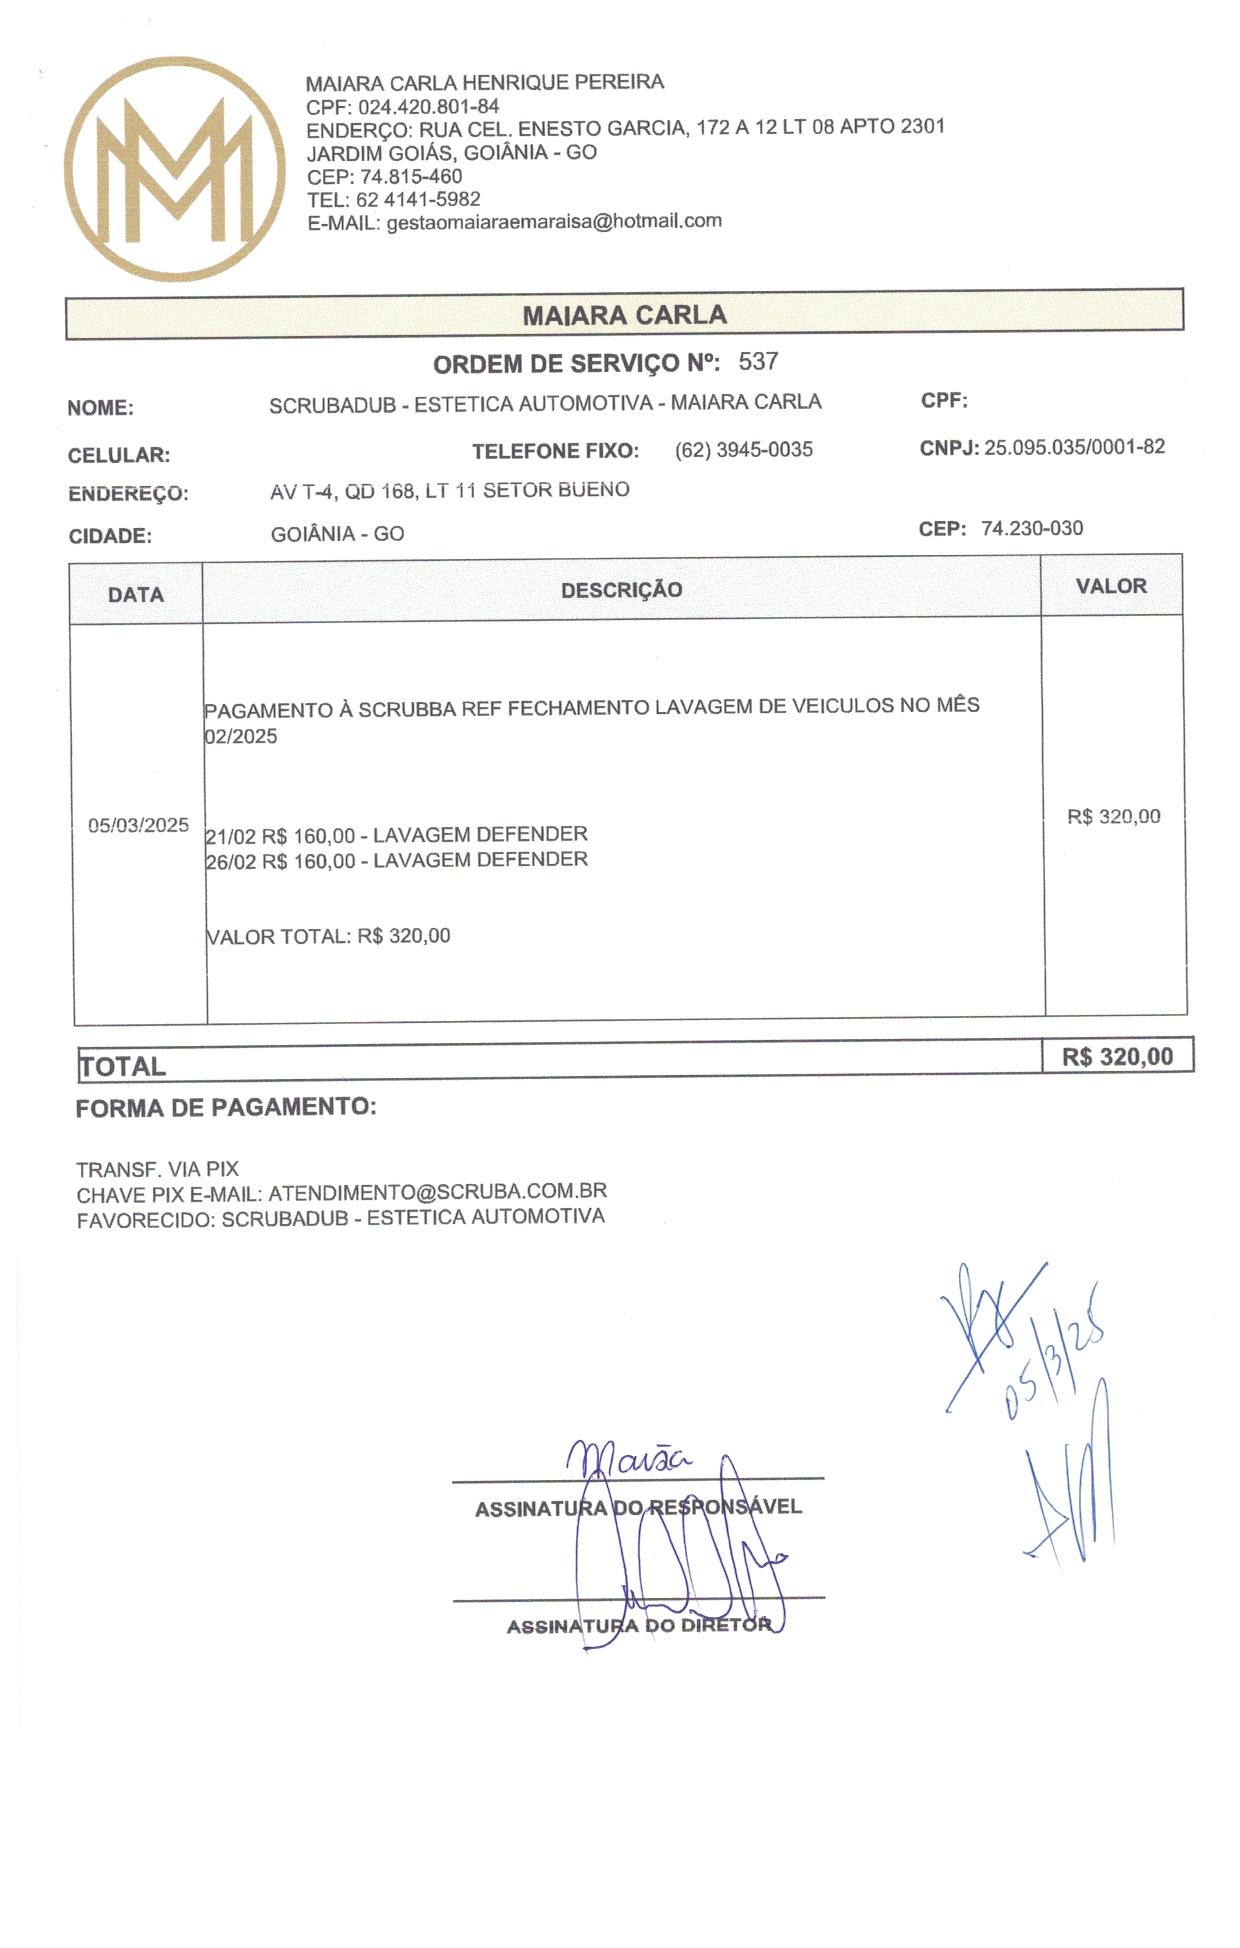 MAIARA CARLA HENRIQUE PEREIRA
CPF: 024.420.801-84
ENDERÇO: RUA CEL. ENESTO GARCIA, 172 A 12 LT 08 APTO 2301
JARDIM GOIÁS, GOIÂNIA - GO
CEP: 74.815-460
TEL: 62 4141-5982
E-MAIL: gestaomaiaraemaraisa@hotmail.com
MAIARA CARLA
ORDEM DE SERVIÇO Nº: 537
NOME: SCRUBADUB - ESTETICA AUTOMOTIVA - MAIARA CARLA CPF:
CELULAR: TELEFONE FIXO: (62) 3945-0035 CNPJ: 25.095.035/0001-82
ENDEREÇO: AV T-4, QD 168, LT 11 SETOR BUENO
CIDADE: GOIÂNIA - GO CEP: 74.230-030
DATA DESCRIÇÃO VALOR
PAGAMENTO À SCRUBBA REF FECHAMENTO LAVAGEM DE VEICULOS NO MÊS
02/2025
05/03/2025 R$ 320,00
21/02 R$ 160,00 - LAVAGEM DEFENDER
26/02 R$ 160,00 - LAVAGEM DEFENDER
VALOR TOTAL: R$ 320,00
TOTAL R$ 320,00
FORMA DE PAGAMENTO:
TRANSF. VIA PIX
CHAVE PIX E-MAIL: ATENDIMENTO@SCRUBA.COM.BR
FAVORECIDO: SCRUBADUB - ESTETICA AUTOMOTIVA
05/3/25
ASSINATURA DO RESPONSÁVEL
ASSINATURA DO DIRETOR